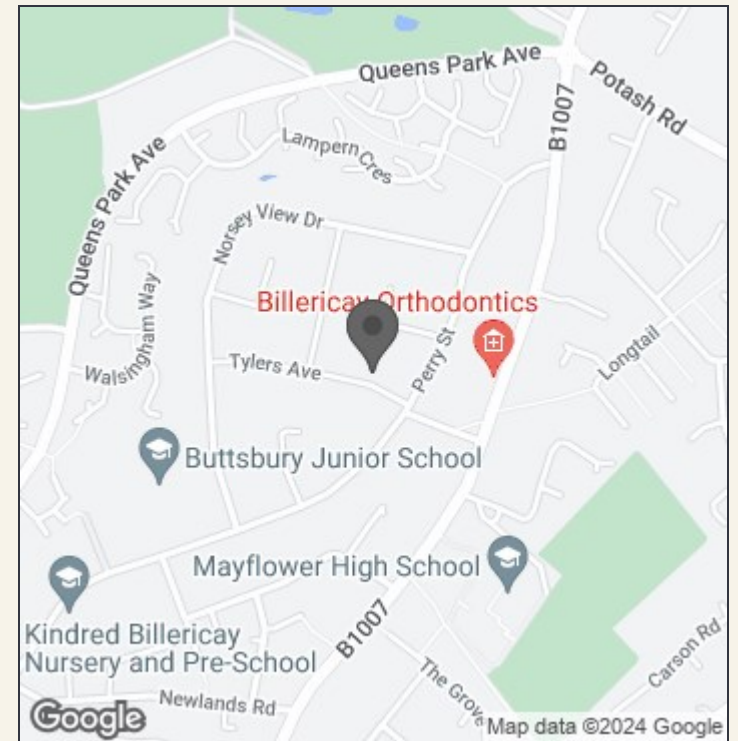 Queens Park Ave
Potash Rd
B1007
Lampern Cres
Queens Park Ave
Norsey View Dr
Billericay Orthodontics
Walsingham Way
Tylers Ave
Perry St
Longtail
Buttsbury Junior School
Mayflower High School
Kindred Billericay
Nursery and Pre-School
B1007
Carson Rd
The Grove
Newlands Rd
Google
Map data ©2024 Google